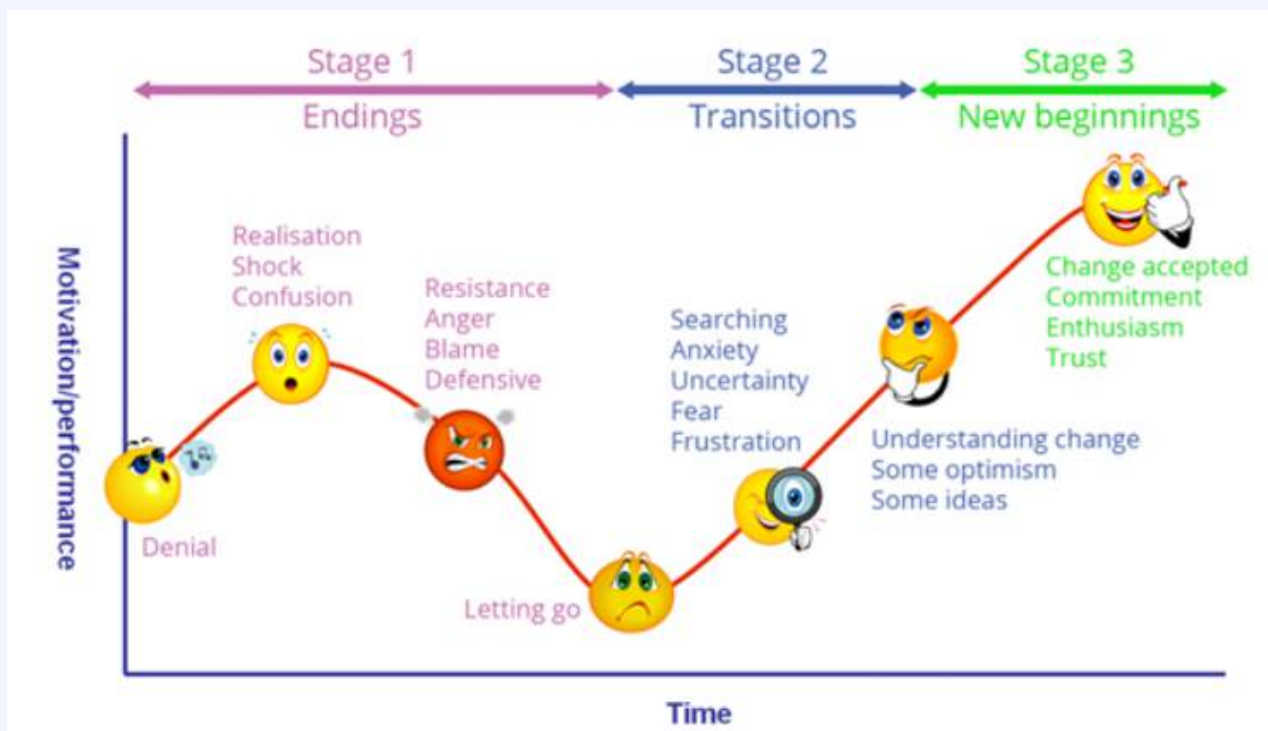 Stage 1
Stage 2
Stage 3
Endings
Transitions
New beginnings
Motivation/performance
Denial
Realisation
Shock
Confusion
Resistance
Anger
Blame
Defensive
Letting go
Searching
Anxiety
Uncertainty
Fear
Frustration
Understanding change
Some optimism
Some ideas
Change accepted
Commitment
Enthusiasm
Trust
Time